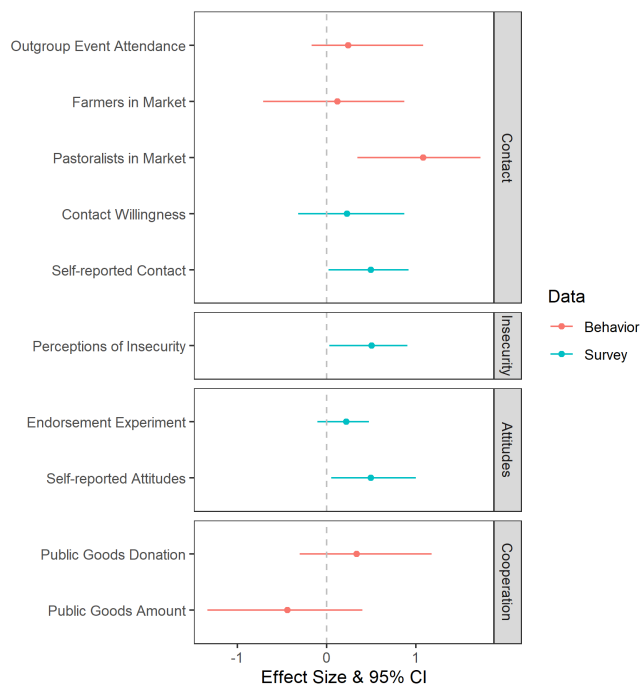 Outgroup Event Attendance
Farmers in Market
Pastoralists in Market
Contact Willingness
Self-reported Contact
Contact
Perceptions of Insecurity
Insecurity
Endorsement Experiment
Self-reported Attitudes
Attitudes
Public Goods Donation
Public Goods Amount
Cooperation
-1 0 1
Effect Size & 95% CI
Data
Behavior
Survey